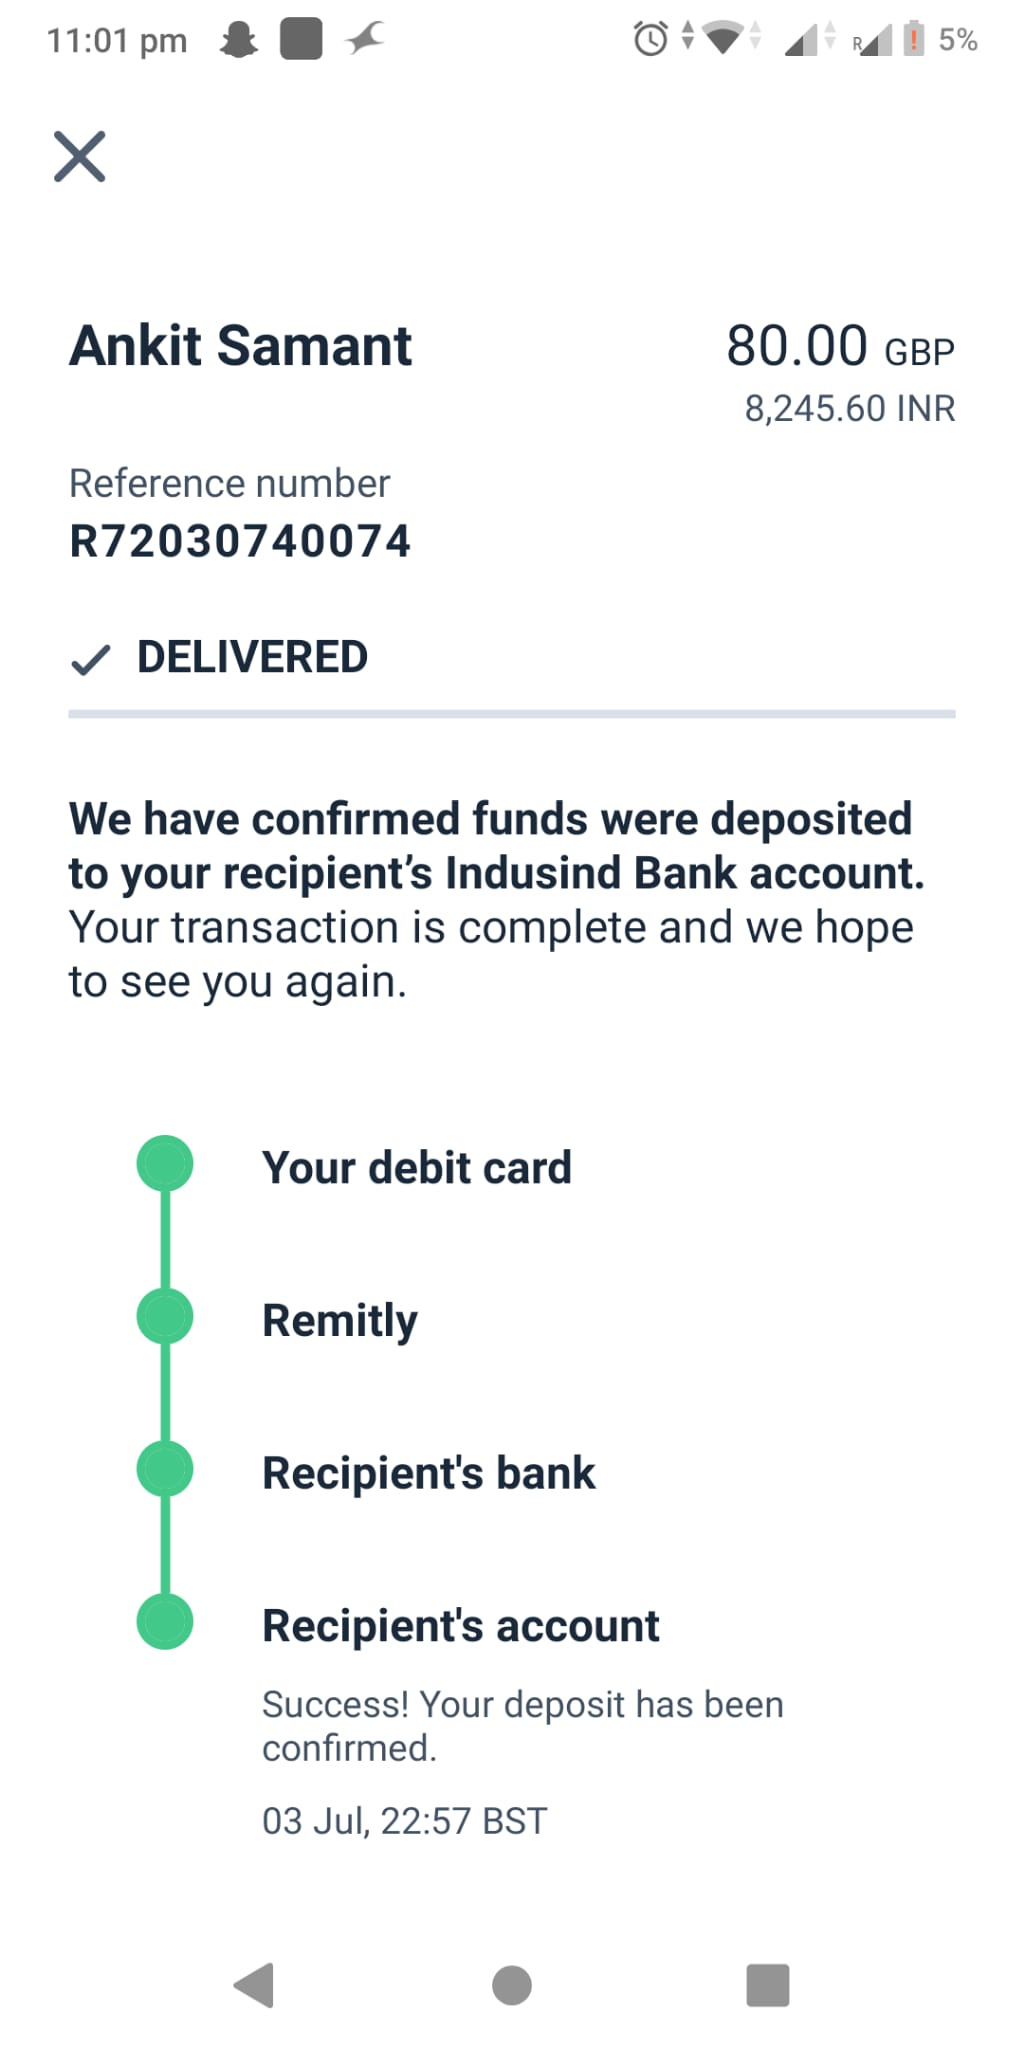 11:01 pm
R
5%
Ankit Samant
80.00 GBP
8,245.60 INR
Reference number
R72030740074
DELIVERED
We have confirmed funds were deposited
to your recipient's Indusind Bank account.
Your transaction is complete and we hope
to see you again.
Your debit card
Remitly
Recipient's bank
Recipient's account
Success! Your deposit has been
confirmed.
03 Jul, 22:57 BST